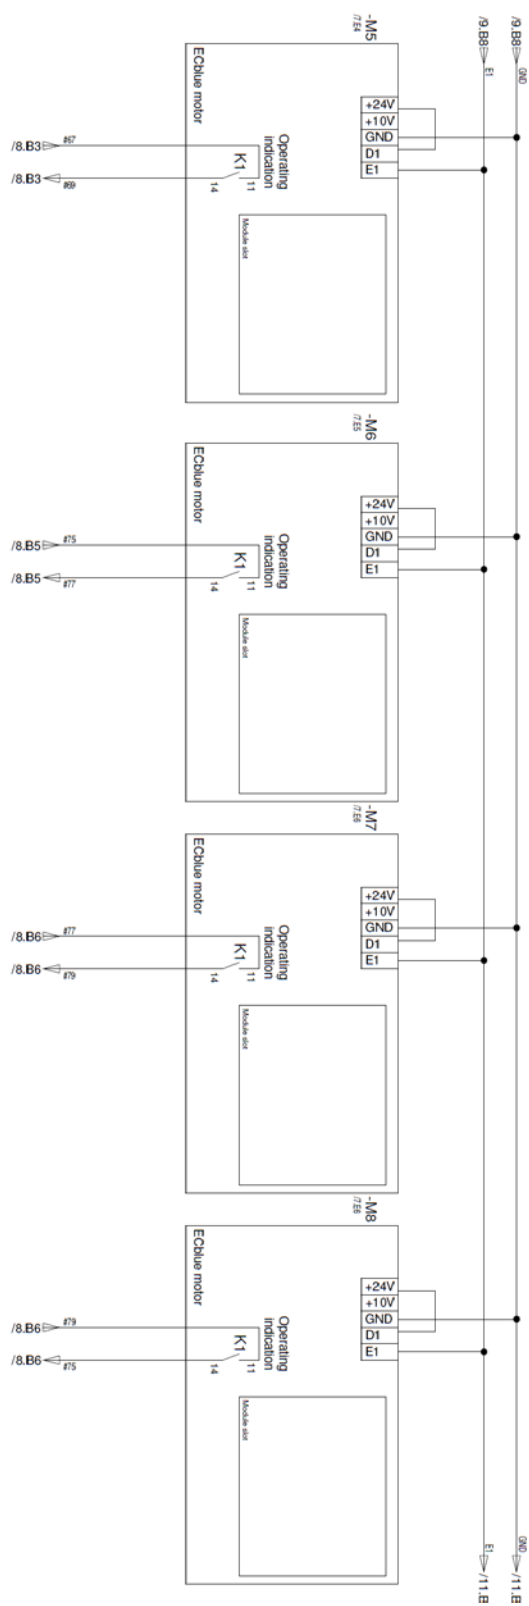 /9.B8
E1
/9.B8
GND
-M5
/7.E4
ECblue motor
+24V
+10V
GND
D1
E1
Operating
indication
K1
14
11
/8.B3
#67
/8.B3
#69
Module slot
-M6
/7.E5
ECblue motor
+24V
+10V
GND
D1
E1
Operating
indication
K1
14
11
/8.B5
#75
/8.B5
#77
Module slot
-M7
/7.E6
ECblue motor
+24V
+10V
GND
D1
E1
Operating
indication
K1
14
11
/8.B6
#77
/8.B6
#79
Module slot
-M8
/7.E6
ECblue motor
+24V
+10V
GND
D1
E1
Operating
indication
K1
14
11
/8.B6
#79
/8.B6
#75
Module slot
E1
/11.B
GND
/11.B